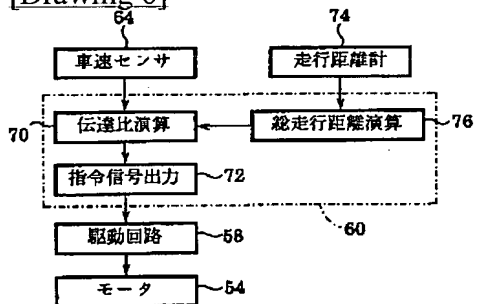 [Drawing 6]
64
74
車速センサ
走行距離計
70
伝達比演算
総走行距離演算
76
指令信号出力
72
60
駆動回路
58
モータ
54